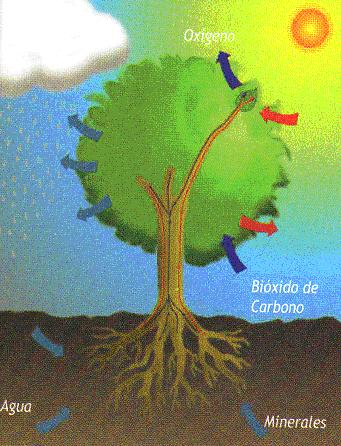 Oxígeno
Bióxido de
Carbono
Agua
Minerales